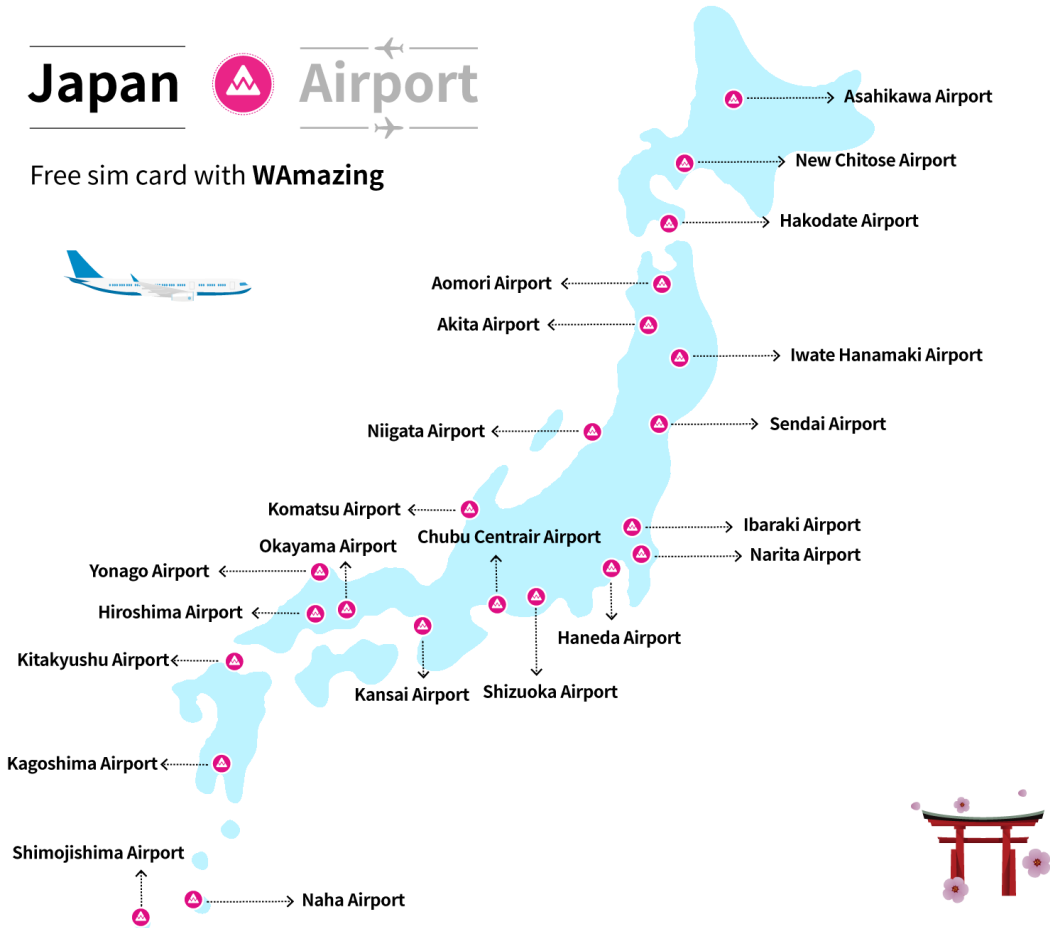 Japan Airport
Free sim card with WAmazing
Asahikawa Airport
New Chitose Airport
Hakodate Airport
Aomori Airport
Akita Airport
Iwate Hanamaki Airport
Sendai Airport
Niigata Airport
Komatsu Airport
Ibaraki Airport
Chubu Centrair Airport
Okayama Airport
Narita Airport
Yonago Airport
Hiroshima Airport
Haneda Airport
Kitakyushu Airport
Kansai Airport
Shizuoka Airport
Kagoshima Airport
Shimojishima Airport
Naha Airport